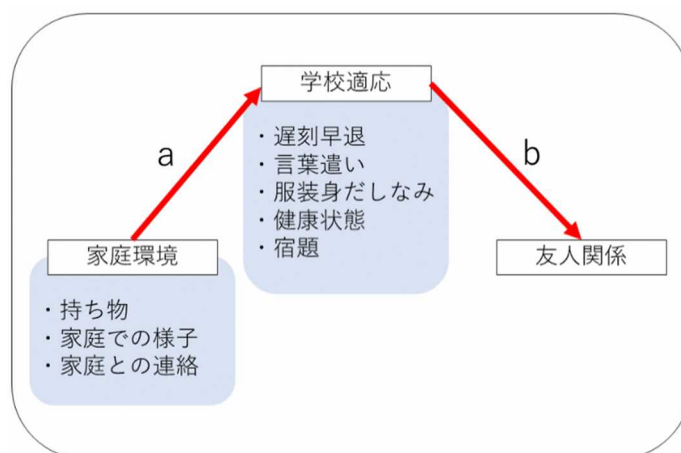 学校適応
・遅刻早退
・言葉遣い
・服装身だしなみ
・健康状態
・宿題
a
b
家庭環境
・持ち物
・家庭での様子
・家庭との連絡
友人関係